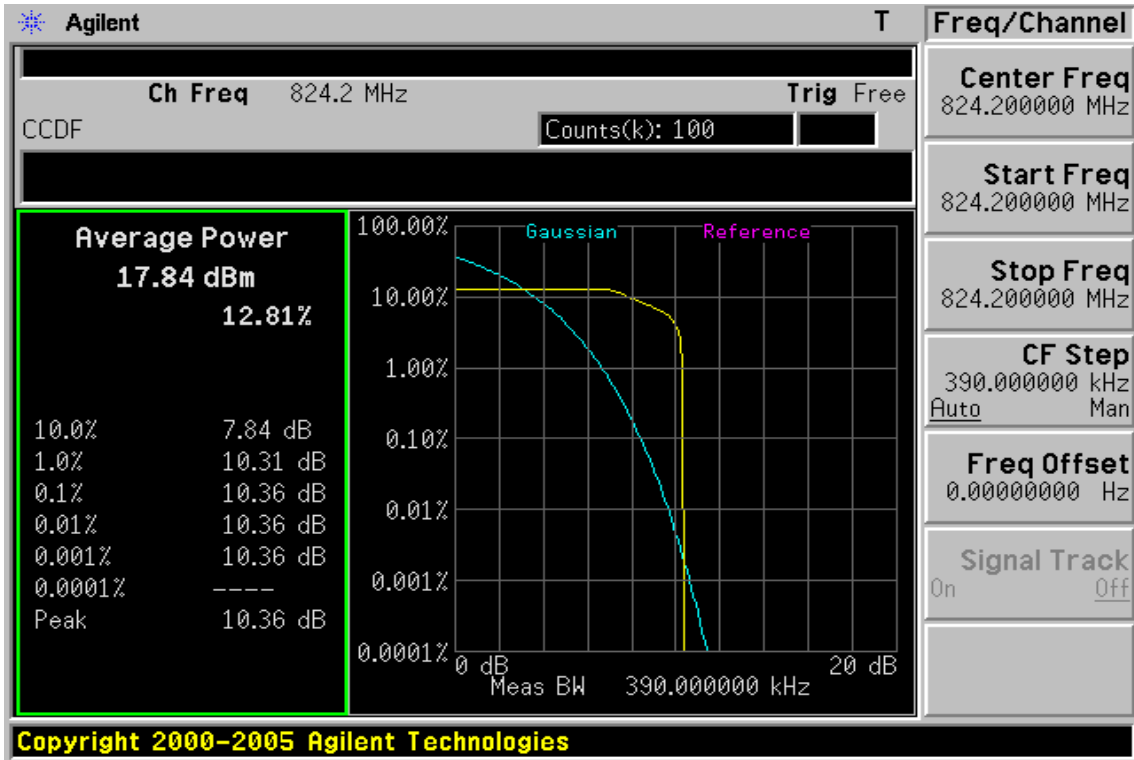 Agilent T
Ch Freq 824.2 MHz Trig Free
CCDF Counts(k): 100
Average Power
17.84 dBm
12.81%
10.0% 7.84 dB
1.0% 10.31 dB
0.1% 10.36 dB
0.01% 10.36 dB
0.001% 10.36 dB
0.0001% ----
Peak 10.36 dB
Gaussian Reference
100.00%
10.00%
1.00%
0.10%
0.01%
0.001%
0.0001%
0 dB 20 dB
Meas BW 390.000000 kHz
Freq/Channel
Center Freq
824.200000 MHz
Start Freq
824.200000 MHz
Stop Freq
824.200000 MHz
CF Step
390.000000 kHz
Auto Man
Freq Offset
0.00000000 Hz
Signal Track
On Off
Copyright 2000-2005 Agilent Technologies